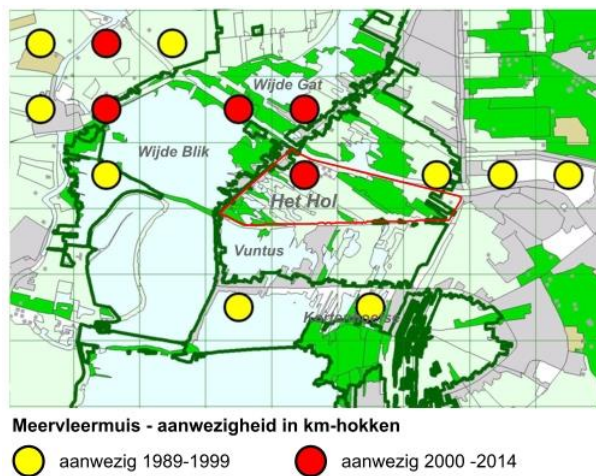 Wijde Gat
Wijde Blik
Het Hol
Vuntus
Meervleermuis - aanwezigheid in km-hokken
aanwezig 1989-1999
aanwezig 2000 -2014